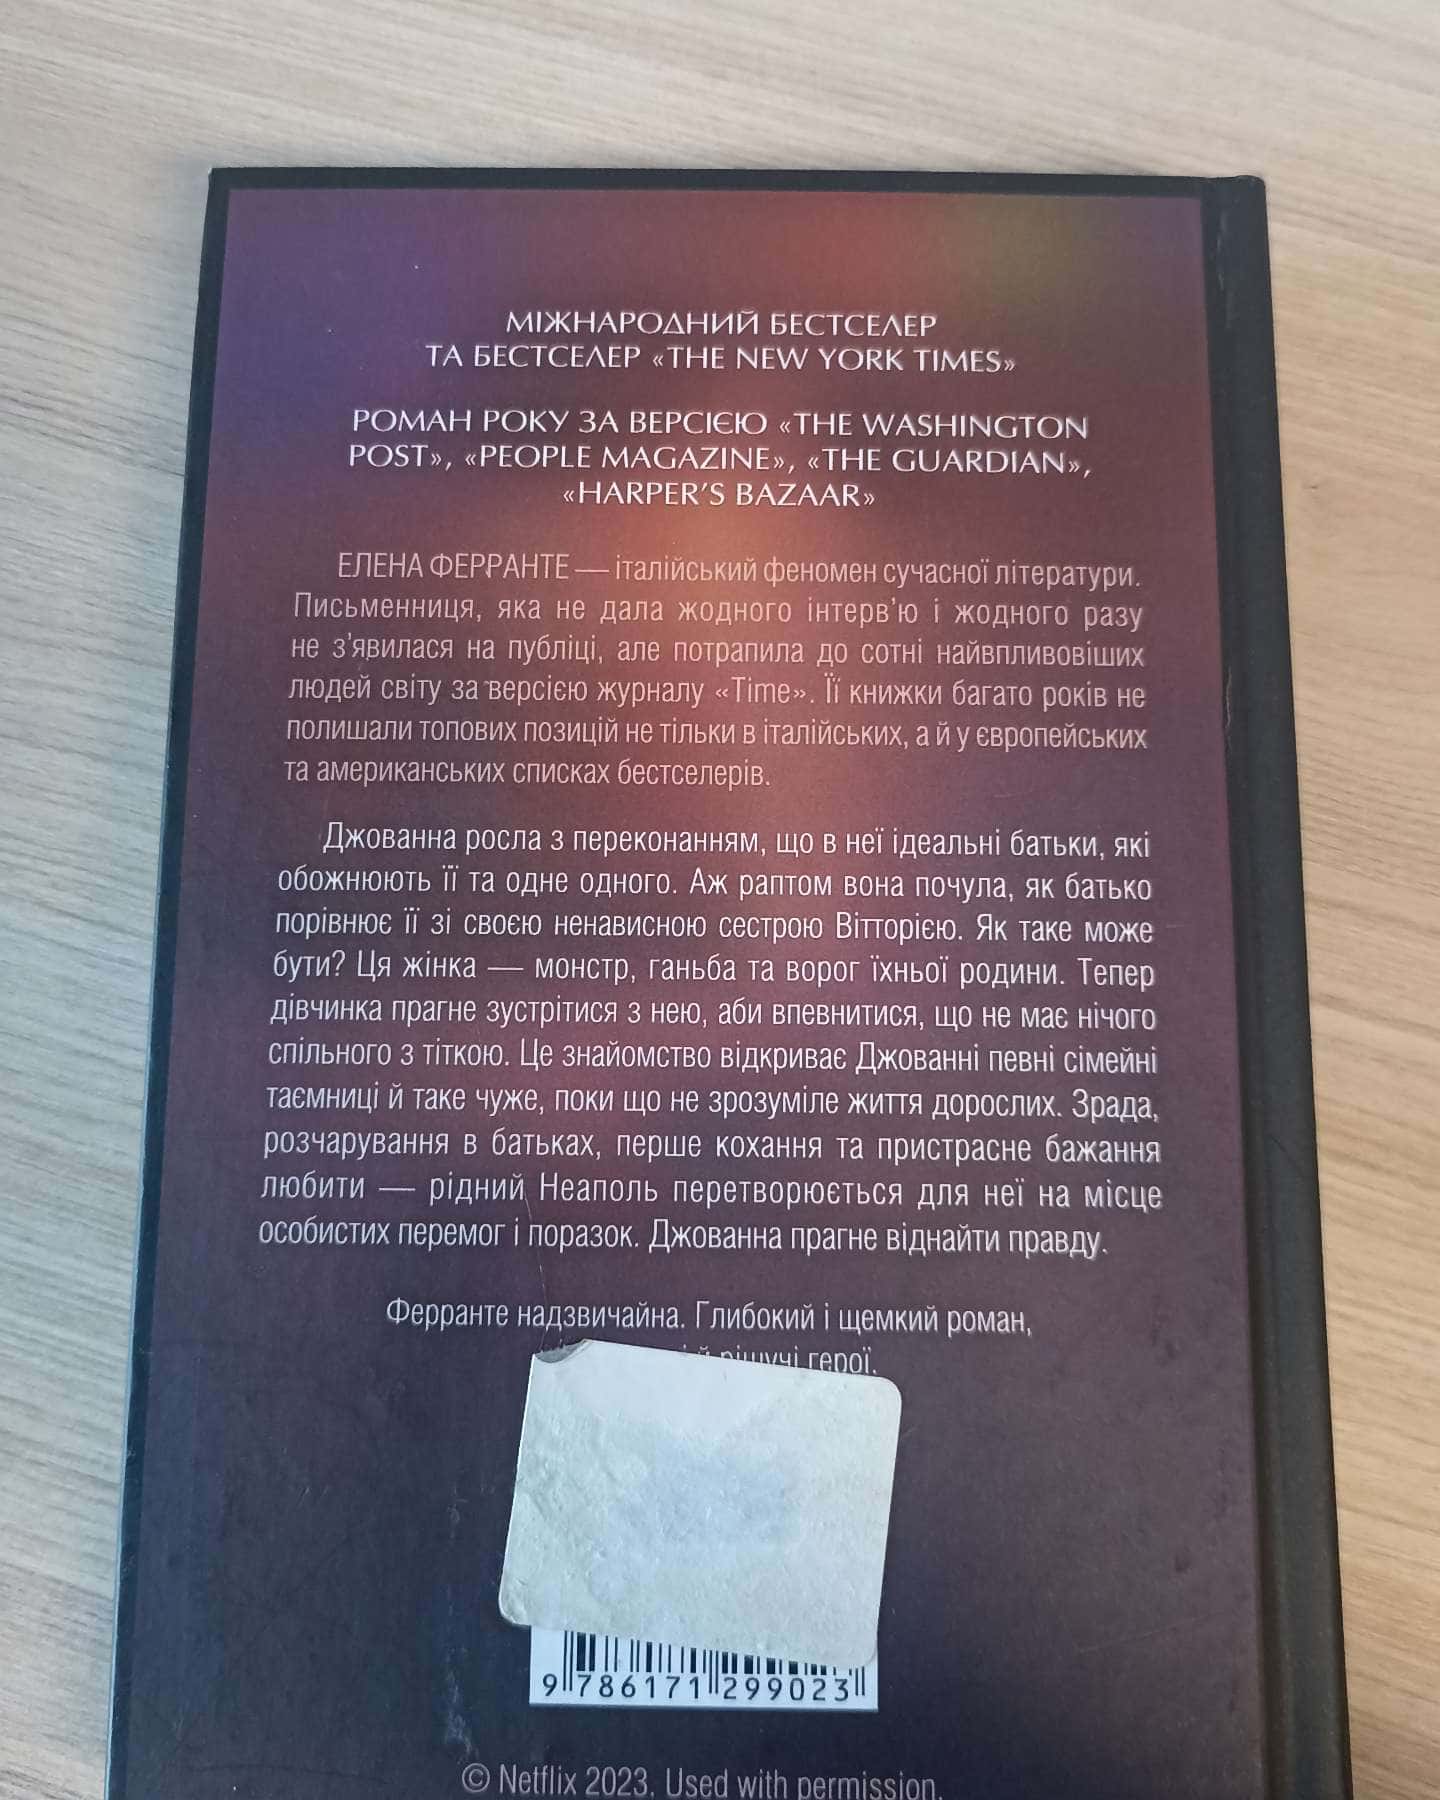 МІЖНАРОДНИЙ БЕСТСЕЛЕР
ТА БЕСТСЕЛЕР «THE NEW YORK TIMES»
РОМАН РОКУ ЗА ВЕРСІЄЮ «THE WASHINGTON
POST», «PEOPLE MAGAZINE», «THE GUARDIAN»,
«HARPER’S BAZAAR»
ЕЛЕНА ФЕРРАНТЕ — італійський феномен сучасної літератури.
Письменниця, яка не дала жодного інтерв’ю і жодного разу
не з’явилася на публіці, але потрапила до сотні найвпливовіших
людей світу за версією журналу «Time». Її книжки багато років не
полишали топових позицій не тільки в італійських, а й у європейських
та американських списках бестселерів.
Джованна росла з переконанням, що в неї ідеальні батьки, які
обожнюють її та одне одного. Аж раптом вона почула, як батько
порівнює її зі своєю ненависною сестрою Вітторією. Як таке може
бути? Ця жінка — монстр, ганьба та ворог їхньої родини. Тепер
дівчинка прагне зустрітися з нею, аби впевнитися, що не має нічого
спільного з тіткою. Це знайомство відкриває Джованні певні сімейні
таємниці й таке чуже, поки що не зрозуміле життя дорослих. Зрада,
розчарування в батьках, перше кохання та пристрасне бажання
любити — рідний Неаполь перетворюється для неї на місце
особистих перемог і поразок. Джованна прагне віднайти правду.
Ферранте надзвичайна. Глибокий і щемкий роман,
й рішучі герої.
9 786171 299023
© Netflix 2023. Used with permission.